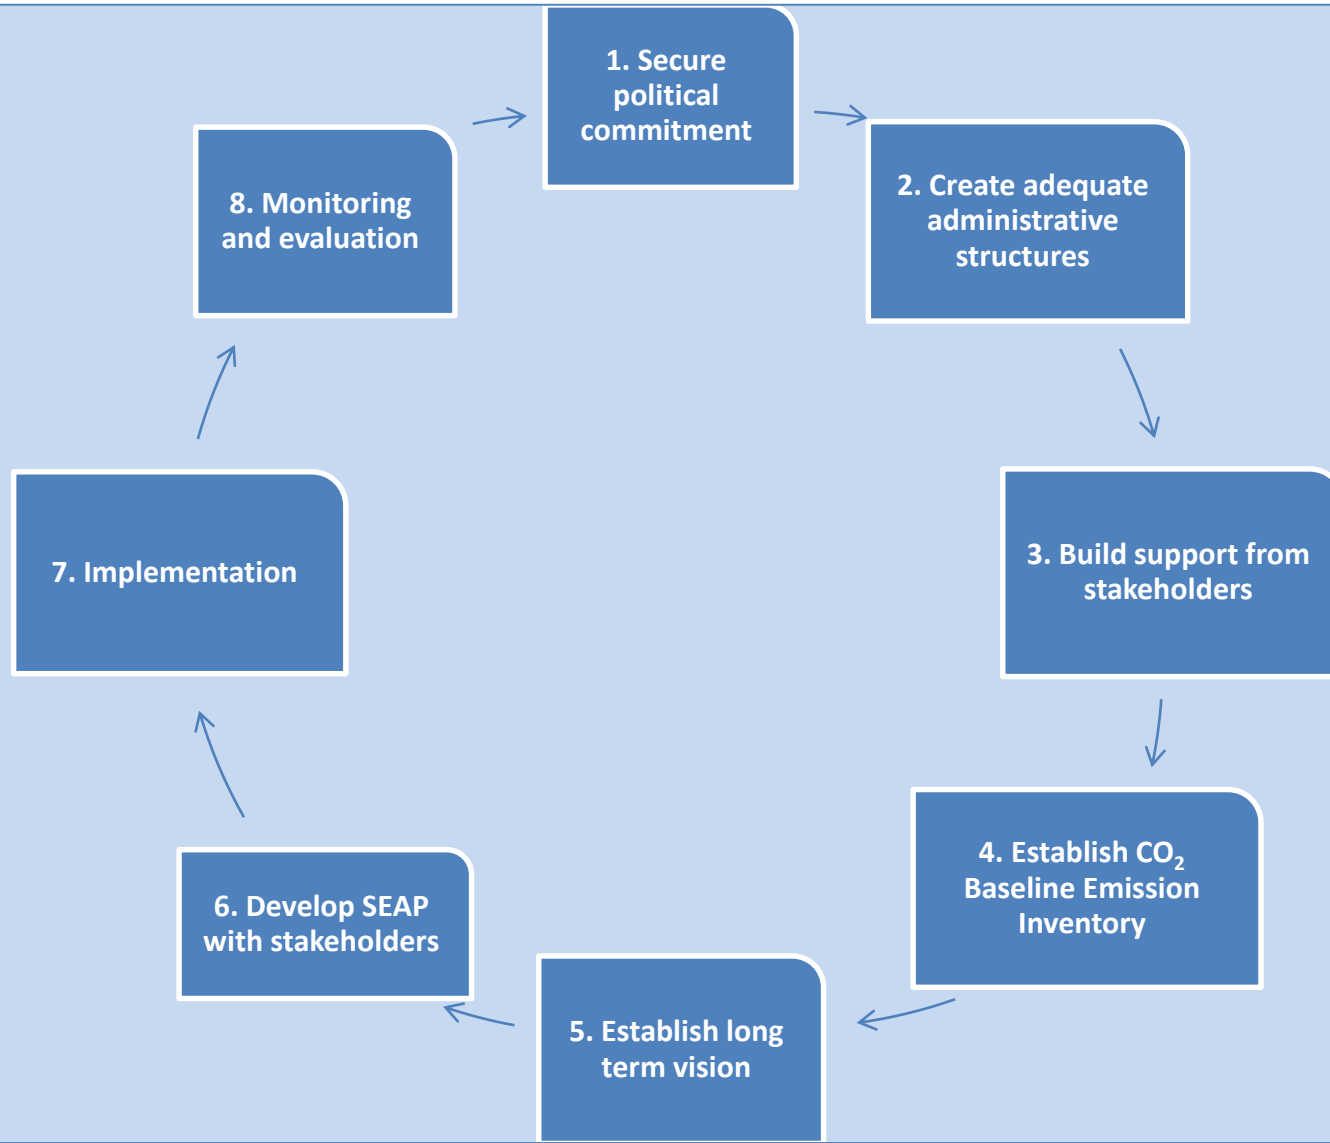 1. Secure
political
commitment
2. Create adequate
administrative
structures
3. Build support from
stakeholders
4. Establish CO₂
Baseline Emission
Inventory
5. Establish long
term vision
6. Develop SEAP
with stakeholders
7. Implementation
8. Monitoring
and evaluation